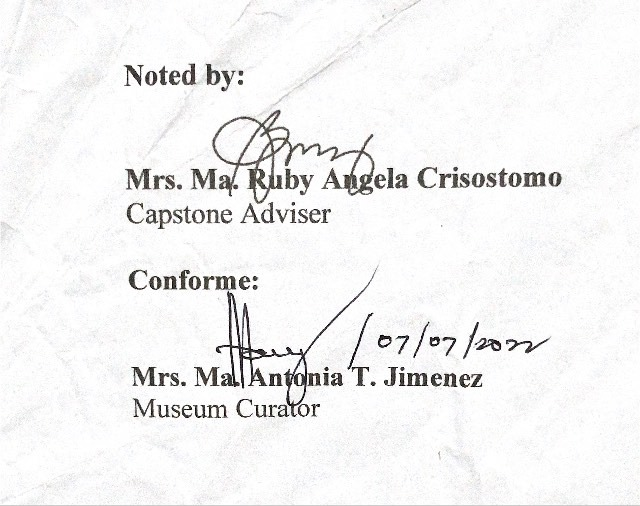 Noted by:
Mrs. Ma. Ruby Angela Crisostomo
Capstone Adviser
Conforme:
/07/07/2022
Mrs. Ma. Antonia T. Jimenez
Museum Curator